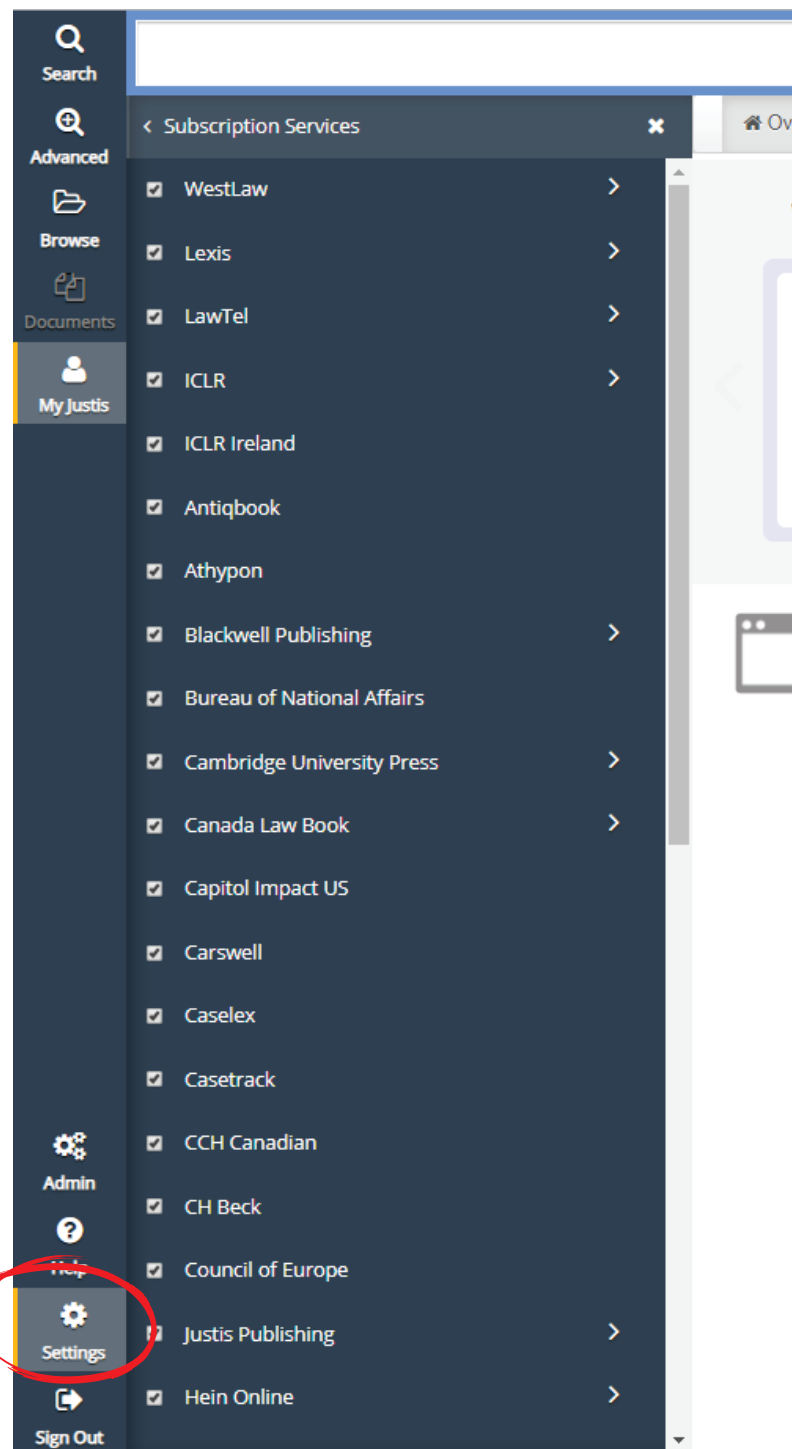 Search
Advanced
Browse
Documents
My Justis
Admin
Help
Settings
Sign Out
Subscription Services
Ov
WestLaw
Lexis
LawTel
ICLR
ICLR Ireland
Antiqbook
Athypon
Blackwell Publishing
Bureau of National Affairs
Cambridge University Press
Canada Law Book
Capitol Impact US
Carswell
Caselex
Casetrack
CCH Canadian
CH Beck
Council of Europe
Justis Publishing
Hein Online